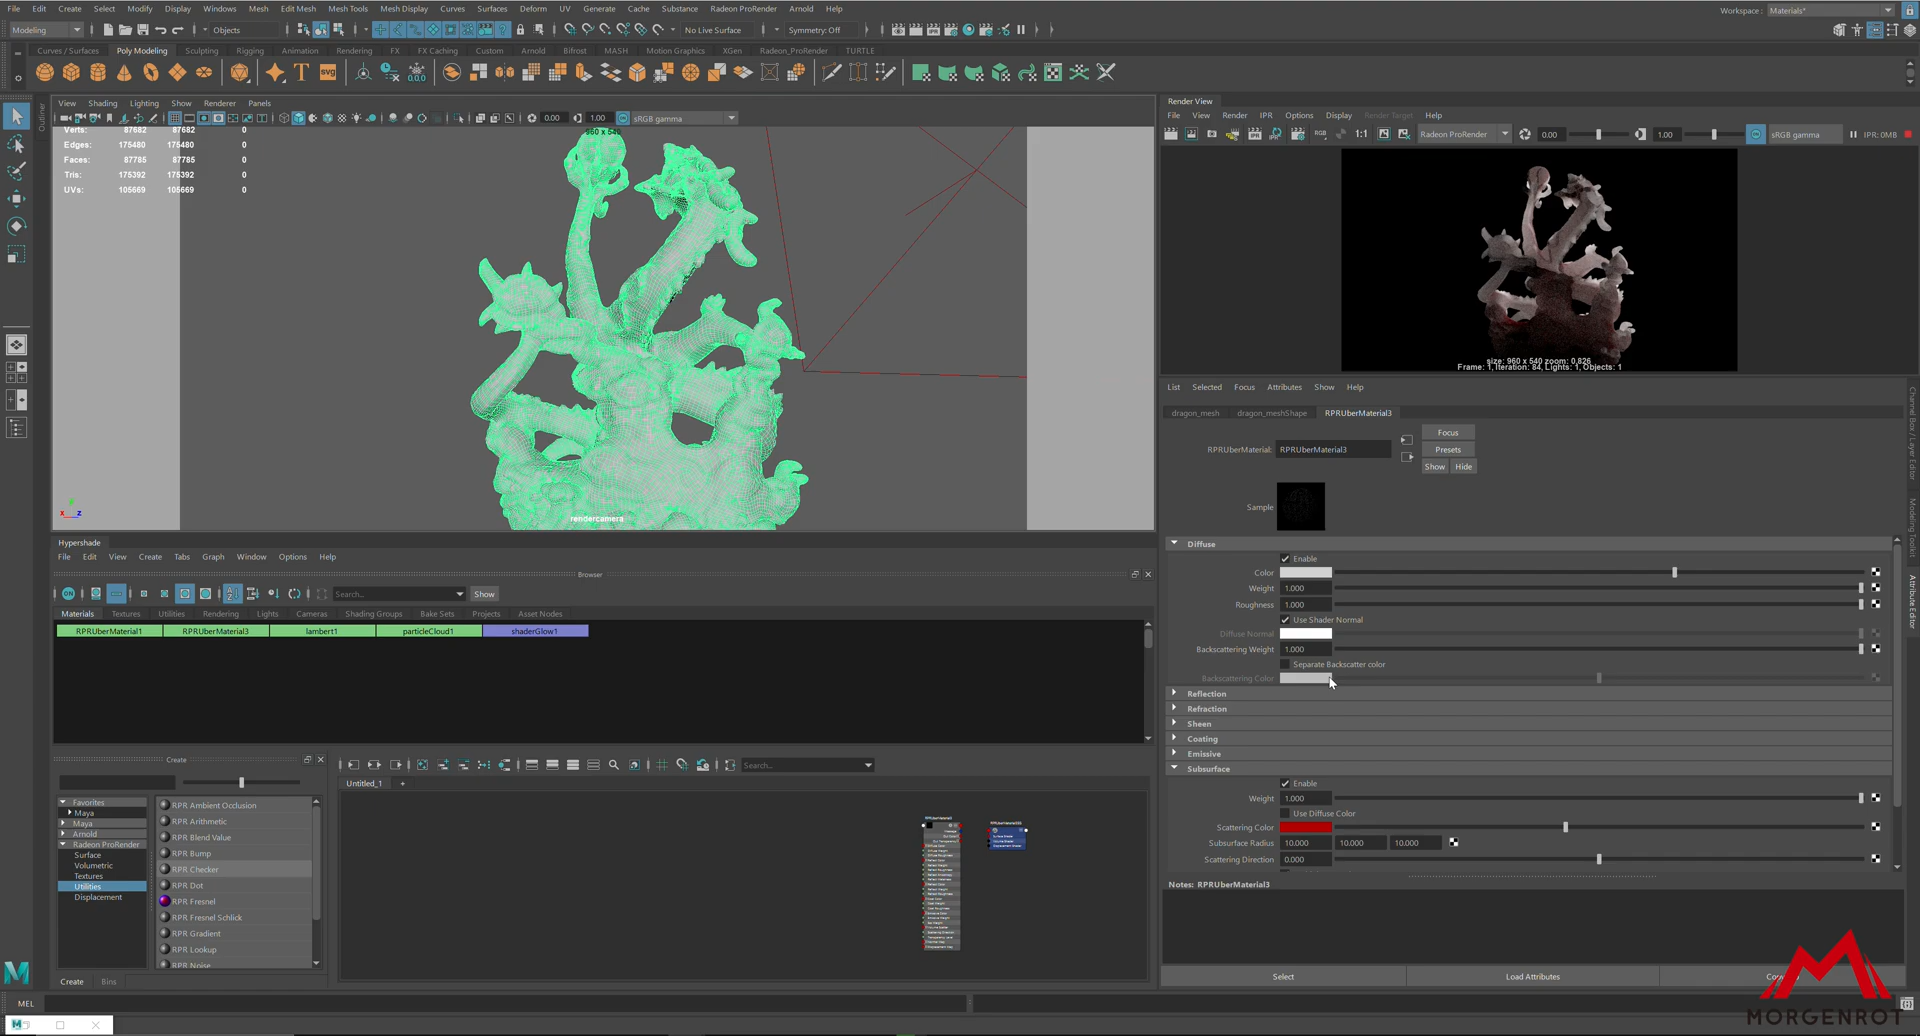 File Edit Create Select Modify Display Windows Mesh Edit Mesh Mesh Tools Mesh Display Curves Surfaces Deform UV Generate Cache Substance Radeon ProRender Arnold Help
Workspace : Materials*
Modeling
Objects
No Live Surface
Symmetry: Off
Curves / Surfaces Poly Modeling Sculpting Rigging Animation Rendering FX FX Caching Custom Arnold Bifrost MASH Motion Graphics XGen Radeon_ProRender TURTLE
Outliner
View Shading Lighting Show Renderer Panels
0.00 1.00 sRGB gamma
960 x 540
Verts: 87682 87682 0
Edges: 175480 175480 0
Faces: 87785 87785 0
Tris: 175392 175392 0
UVs: 105669 105669 0
rendercamera
Render View
File View Render IPR Options Display Render Target Help
1:1 Radeon ProRender 0.00 1.00 sRGB gamma IPR: 0MB
size: 960 x 540 zoom: 0.826
Frame: 1, Iteration: 84, Lights: 1, Objects: 1
List Selected Focus Attributes Show Help
dragon_mesh dragon_meshShape RPRUberMaterial3
RPRUberMaterial: RPRUberMaterial3
Focus
Presets
Show Hide
Sample
Diffuse
Enable
Color
Weight 1.000
Roughness 1.000
Use Shader Normal
Diffuse Normal
Backscattering Weight 1.000
Separate Backscatter color
Backscattering Color
Reflection
Refraction
Sheen
Coating
Emissive
Subsurface
Enable
Weight 1.000
Use Diffuse Color
Scattering Color
Subsurface Radius 10.000 10.000 10.000
Scattering Direction 0.000
Notes: RPRUberMaterial3
Select Load Attributes
Channel Box / Layer Editor
Modeling Toolkit
Attribute Editor
Hypershade
File Edit View Create Tabs Graph Window Options Help
Browser
Search... Show
Materials Textures Utilities Rendering Lights Cameras Shading Groups Bake Sets Projects Asset Nodes
RPRUberMaterial1 RPRUberMaterial3 lambert1 particleCloud1 shaderGlow1
Create
Favorites
Maya
Maya
Arnold
Radeon ProRender
Surface
Volumetric
Textures
Utilities
Displacement
RPR Ambient Occlusion
RPR Arithmetic
RPR Blend Value
RPR Bump
RPR Checker
RPR Dot
RPR Fresnel
RPR Fresnel Schlick
RPR Gradient
RPR Lookup
RPR Noise
Create Bins
Search...
Untitled_1 +
MEL
MORGENROT